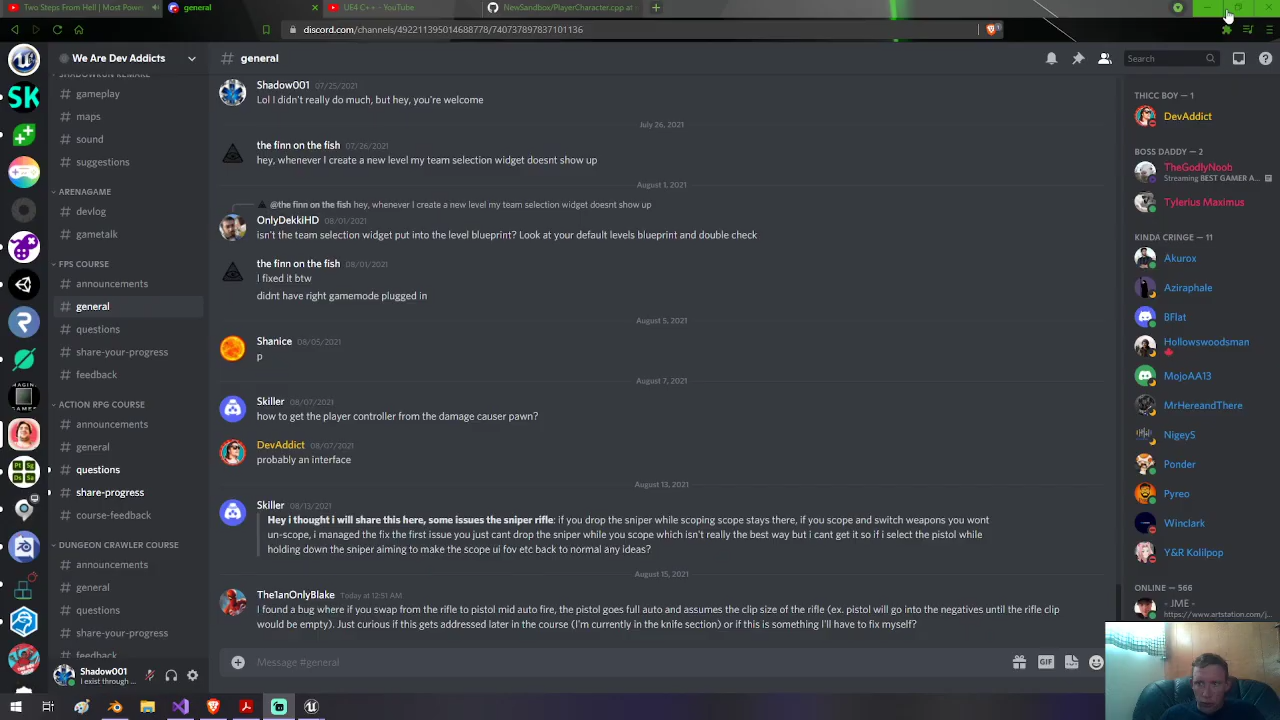 Two Steps From Hell | Most Power
general
UE4 C++ - YouTube
NewSandbox/PlayerCharacter.cpp at
discord.com/channels/492211395014688778/740737897837101136
We Are Dev Addicts
general
Search
SHADOWGUN REMAKE
gameplay
maps
sound
suggestions
ARENAGAME
devlog
gametalk
FPS COURSE
announcements
general
questions
share-your-progress
feedback
ACTION RPG COURSE
announcements
general
questions
share-progress
course-feedback
DUNGEON CRAWLER COURSE
announcements
general
questions
share-your-progress
feedback
Shadow001
I exist through ...
Shadow001 07/25/2021
Lol I didn't really do much, but hey, you're welcome
July 26, 2021
the finn on the fish 07/26/2021
hey, whenever I create a new level my team selection widget doesnt show up
August 1, 2021
@the finn on the fish hey, whenever I create a new level my team selection widget doesnt show up
OnlyDekkiHD 08/01/2021
isn't the team selection widget put into the level blueprint? Look at your default levels blueprint and double check
the finn on the fish 08/01/2021
I fixed it btw
didnt have right gamemode plugged in
August 5, 2021
Shanice 08/05/2021
p
August 7, 2021
Skiller 08/07/2021
how to get the player controller from the damage causer pawn?
DevAddict 08/07/2021
probably an interface
August 13, 2021
Skiller 08/13/2021
Hey i thought i will share this here, some issues the sniper rifle: if you drop the sniper while scoping scope stays there, if you scope and switch weapons you wont
un-scope, i managed the fix the first issue you just cant drop the sniper while you scope which isn't really the best way but i cant get it so if i select the pistol while
holding down the sniper aiming to make the scope ui fov etc back to normal any ideas?
August 15, 2021
TheIanOnlyBlake Today at 12:51 AM
I found a bug where if you swap from the rifle to pistol mid auto fire, the pistol goes full auto and assumes the clip size of the rifle (ex. pistol will go into the negatives until the rifle clip
would be empty). Just curious if this gets addressed later in the course (I'm currently in the knife section) or if this is something I'll have to fix myself?
Message #general
GIF
THICC BOY — 1
DevAddict
BOSS DADDY — 2
TheGodlyNoob
Streaming BEST GAMER A...
Tylerius Maximus
KINDA CRINGE — 11
Akurox
Aziraphale
BFlat
Hollowswoodsman
MojoAA13
MrHereandThere
NigeyS
Ponder
Pyreo
Winclark
Y&R Kolilpop
ONLINE — 566
- JME -
https://www.artstation.com/j...